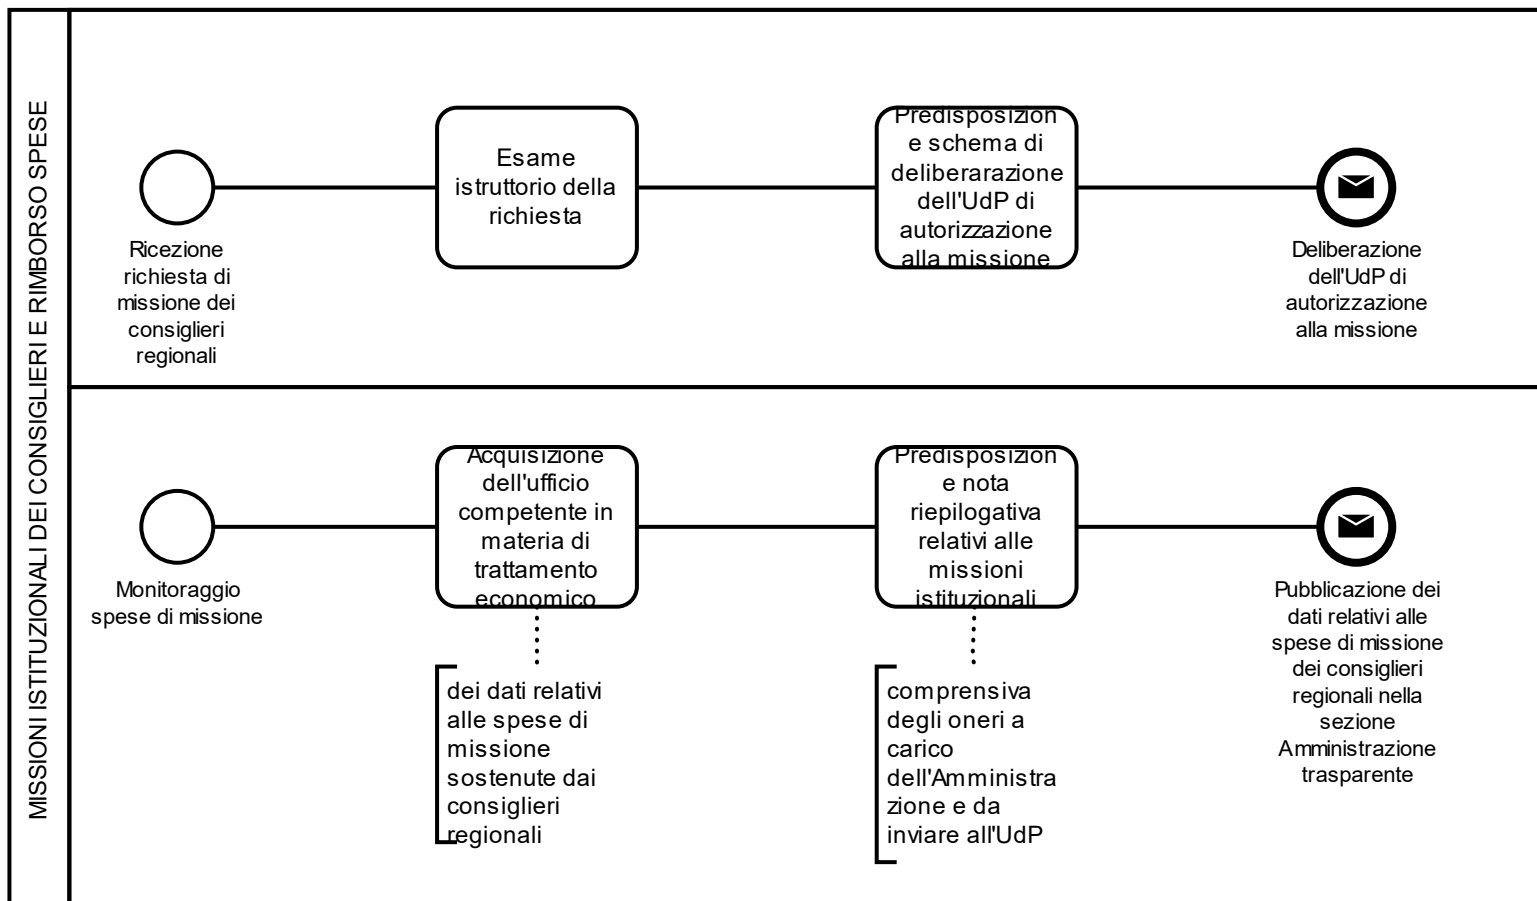 MISSIONI ISTITUZIONALI DEI CONSIGLIERI E RIMBORSO SPESE
Ricezione
richiesta di
missione dei
consiglieri
regionali
Esame
istruttorio della
richiesta
Predisposizion
e schema di
deliberarazione
dell'UdP di
autorizzazione
alla missione
Deliberazione
dell'UdP di
autorizzazione
alla missione
Monitoraggio
spese di missione
Acquisizione
dell'ufficio
competente in
materia di
trattamento
economico
dei dati relativi
alle spese di
missione
sostenute dai
consiglieri
regionali
Predisposizion
e nota
riepilogativa
relativi alle
missioni
istituzionali
comprensiva
degli oneri a
carico
dell'Amministra
zione e da
inviare all'UdP
Pubblicazione dei
dati relativi alle
spese di missione
dei consiglieri
regionali nella
sezione
Amministrazione
trasparente